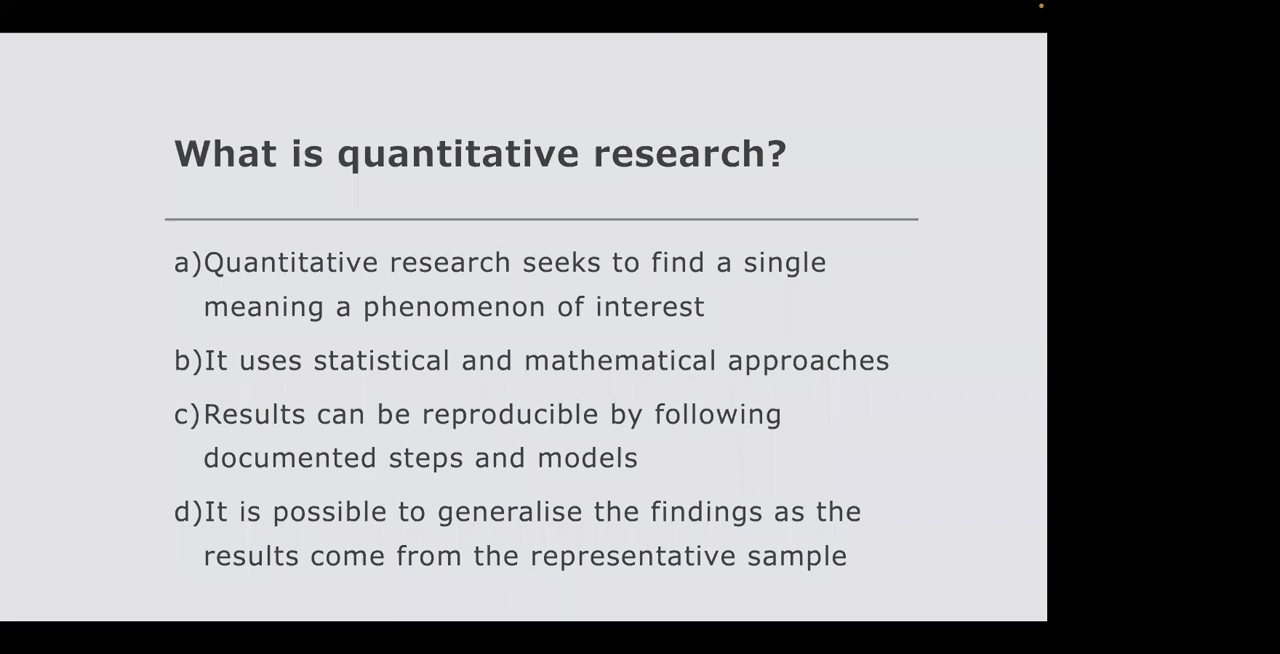 What is quantitative research?
a)Quantitative research seeks to find a single
meaning a phenomenon of interest
b)It uses statistical and mathematical approaches
c)Results can be reproducible by following
documented steps and models
d)It is possible to generalise the findings as the
results come from the representative sample